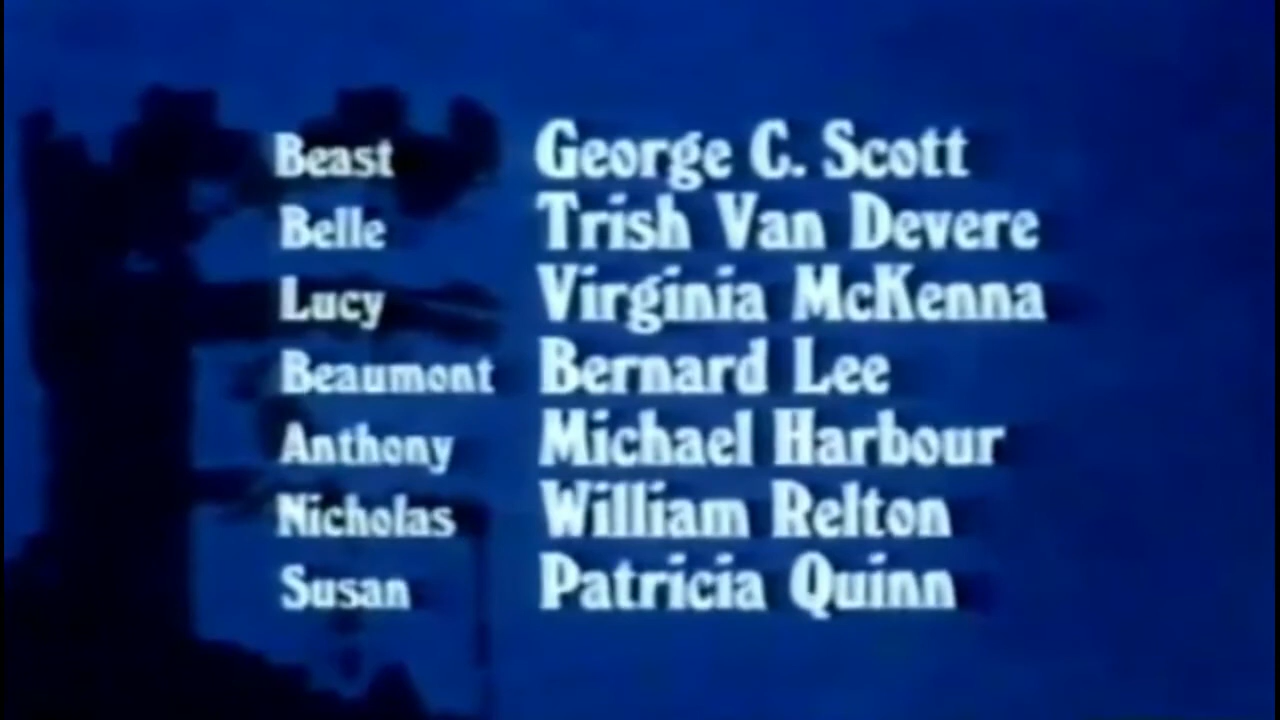 Beast George C. Scott
Belle Trish Van Devere
Lucy Virginia McKenna
Beaumont Bernard Lee
Anthony Michael Harbour
Nicholas William Relton
Susan Patricia Quinn